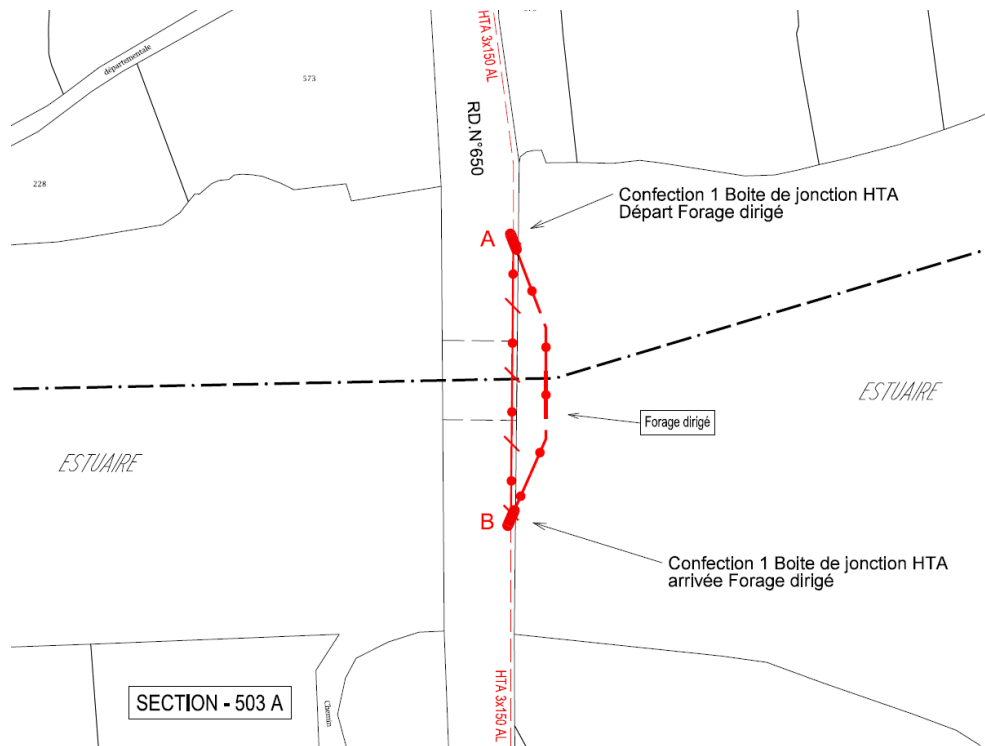 départementale
573
228
HTA 3x150 AL
RD.N°650
Confection 1 Boite de jonction HTA
Départ Forage dirigé
A
ESTUAIRE
Forage dirigé
ESTUAIRE
B
Confection 1 Boite de jonction HTA
arrivée Forage dirigé
SECTION - 503 A
Chemin
HTA 3x150 AL